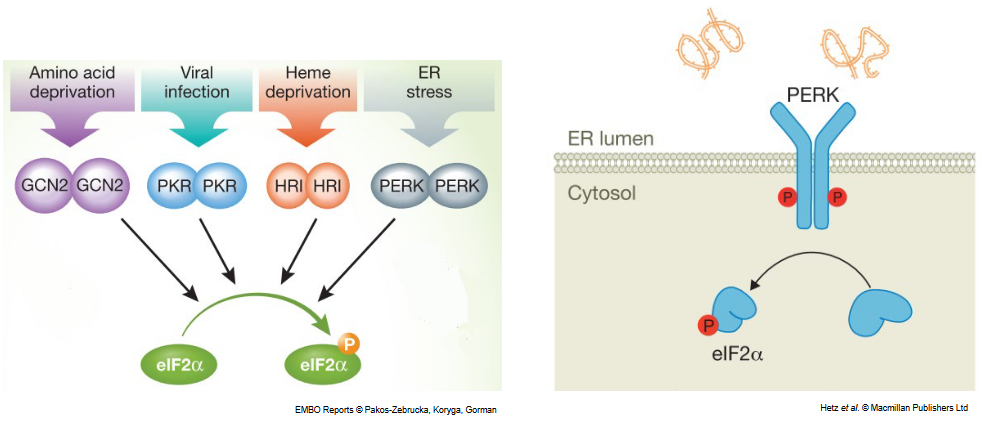 Amino acid
deprivation
Viral
infection
Heme
deprivation
ER
stress
GCN2 GCN2
PKR PKR
HRI HRI
PERK PERK
eIF2α
eIF2α
P
EMBO Reports © Pakos-Zebrucka, Koryga, Gorman
PERK
ER lumen
Cytosol
P
P
P
eIF2α
Hetz et al. © Macmillan Publishers Ltd